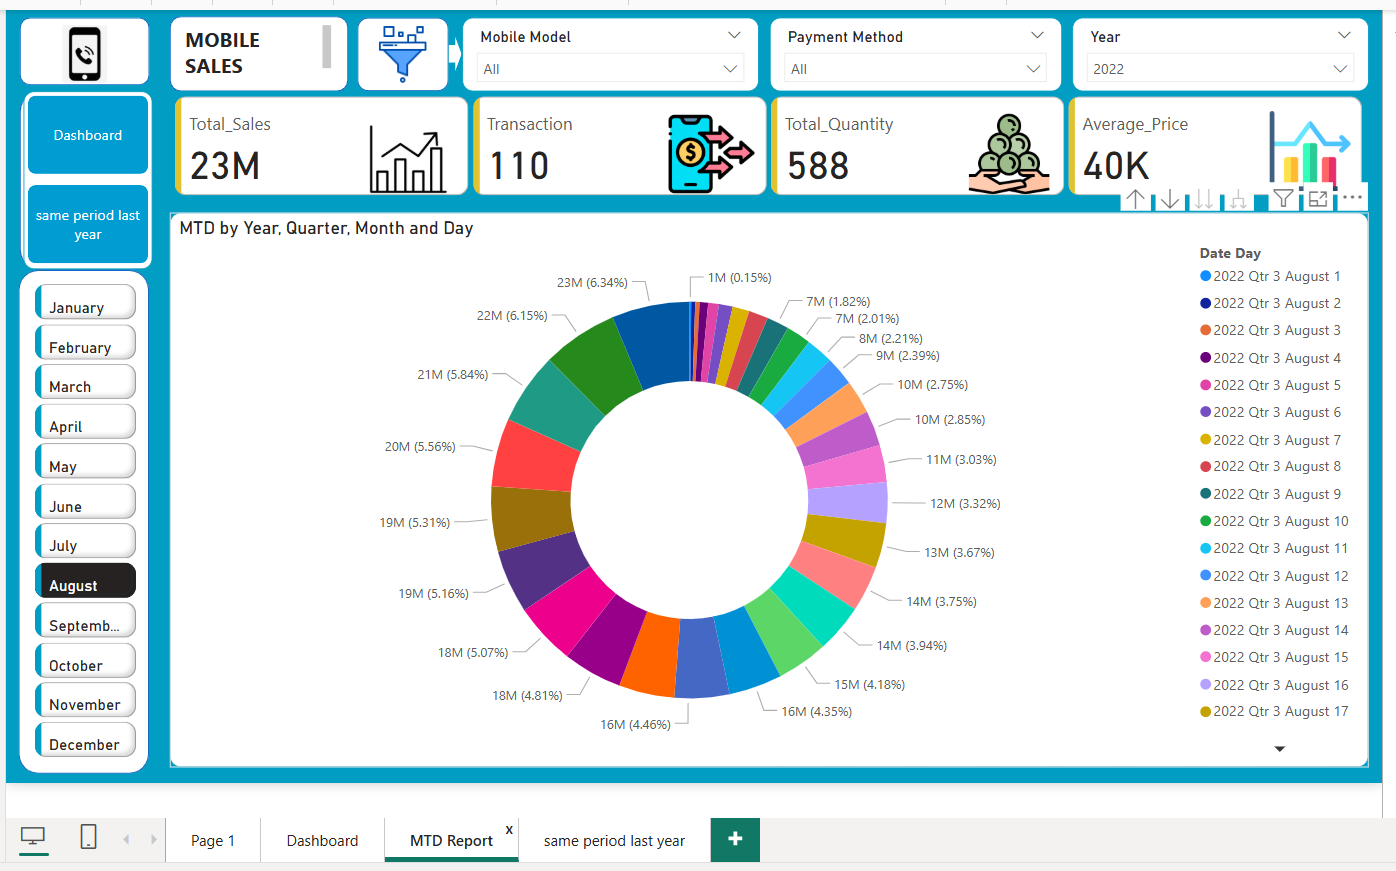 MOBILE
SALES
Mobile Model
All
Payment Method
All
Year
2022
Dashboard
same period last
year
Total_Sales
23M
Transaction
110
$
Total_Quantity
588
Average_Price
40K
January
February
March
April
May
June
July
August
Septemb...
October
November
December
MTD by Year, Quarter, Month and Day
1M (0.15%)
7M (1.82%)
7M (2.01%)
8M (2.21%)
9M (2.39%)
10M (2.75%)
10M (2.85%)
11M (3.03%)
12M (3.32%)
13M (3.67%)
14M (3.75%)
14M (3.94%)
15M (4.18%)
16M (4.35%)
16M (4.46%)
18M (4.81%)
18M (5.07%)
19M (5.16%)
19M (5.31%)
20M (5.56%)
21M (5.84%)
22M (6.15%)
23M (6.34%)
Date Day
2022 Qtr 3 August 1
2022 Qtr 3 August 2
2022 Qtr 3 August 3
2022 Qtr 3 August 4
2022 Qtr 3 August 5
2022 Qtr 3 August 6
2022 Qtr 3 August 7
2022 Qtr 3 August 8
2022 Qtr 3 August 9
2022 Qtr 3 August 10
2022 Qtr 3 August 11
2022 Qtr 3 August 12
2022 Qtr 3 August 13
2022 Qtr 3 August 14
2022 Qtr 3 August 15
2022 Qtr 3 August 16
2022 Qtr 3 August 17
Page 1
Dashboard
MTD Report
x
same period last year
+